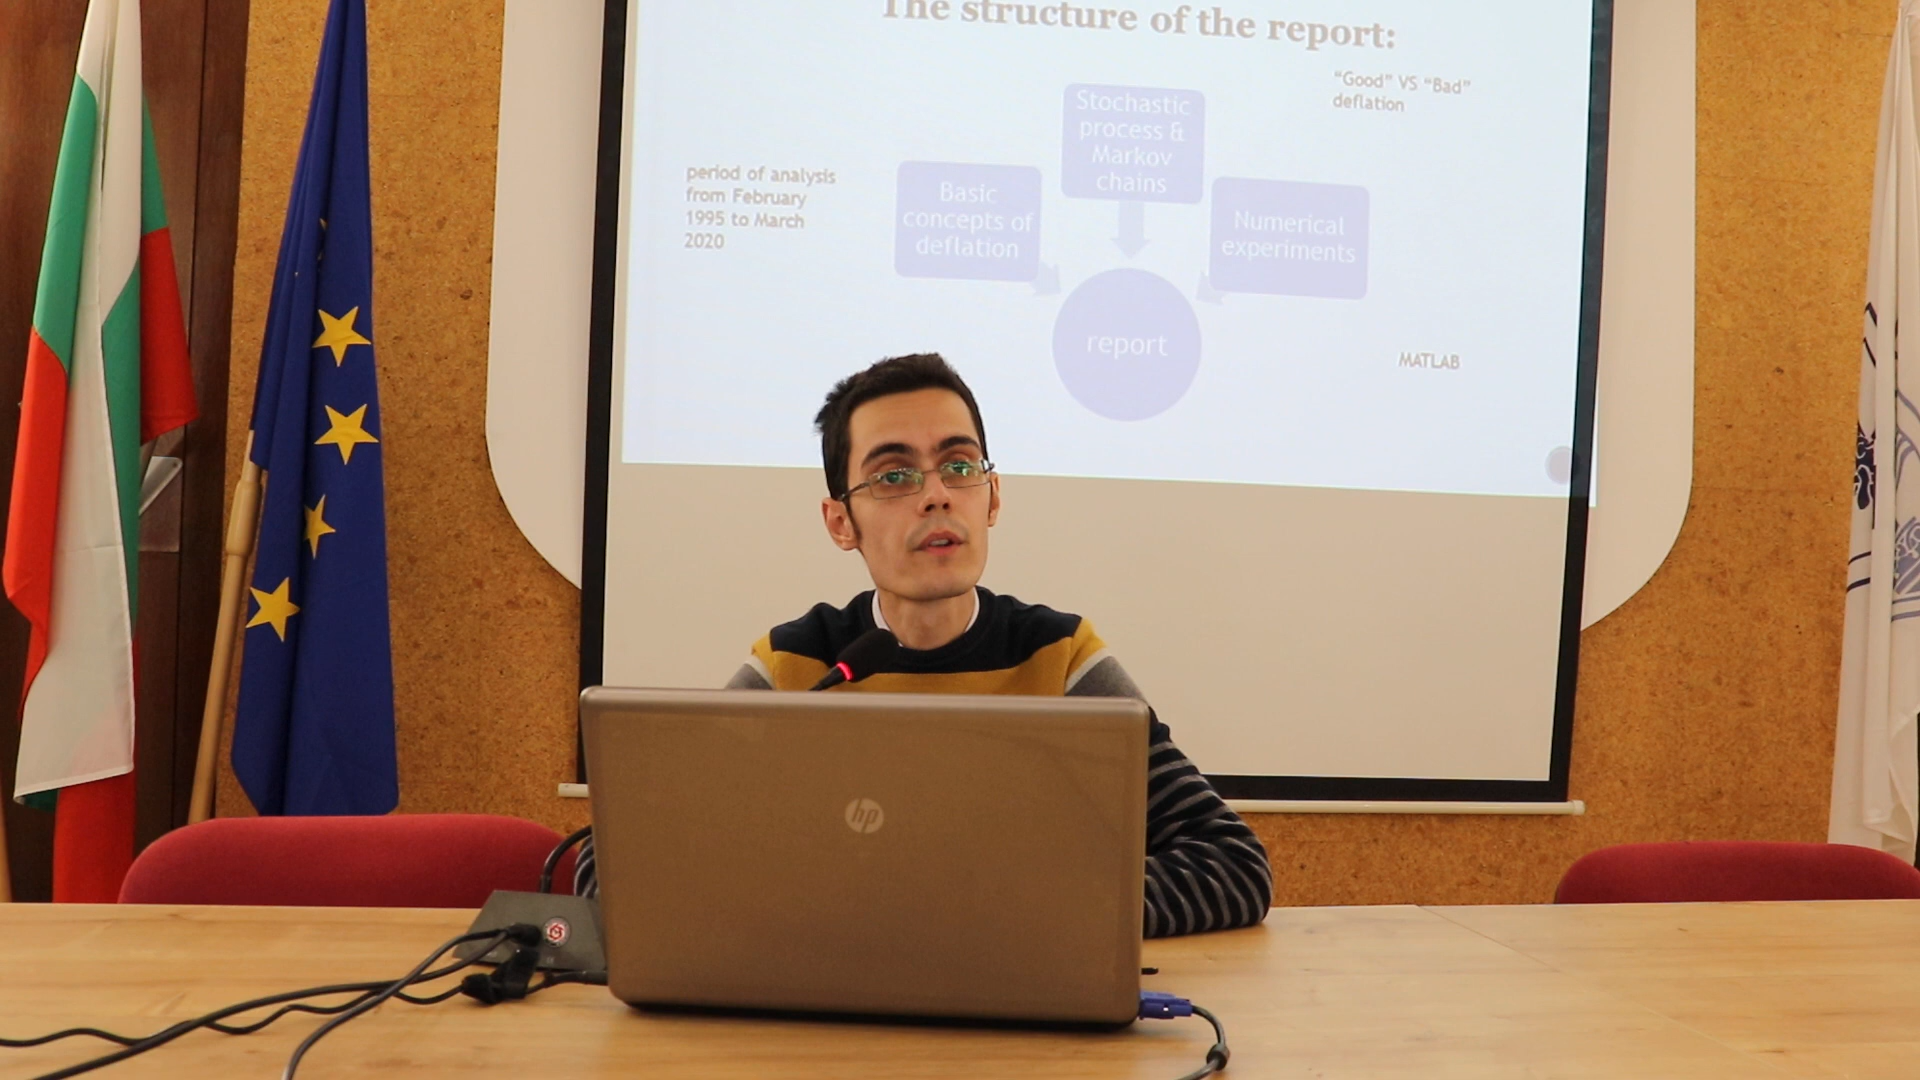 The structure of the report:
“Good” VS “Bad”
deflation
Stochastic
process &
Markov
chains
period of analysis
from February
1995 to March
2020
Basic
concepts of
deflation
Numerical
experiments
report
MATLAB
hp